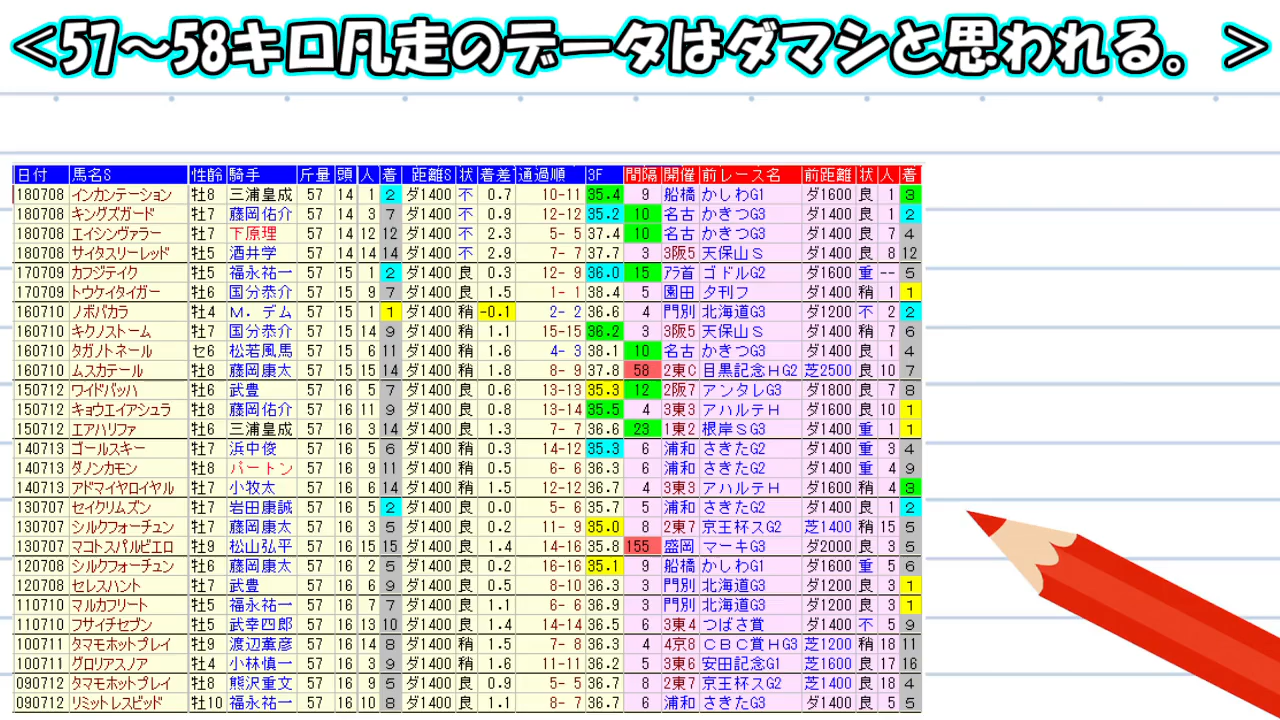 ＜57～58キロ凡走のデータはダマシと思われる。＞
日付 馬名S 性齢 騎手 斤量 頭 人 着 距離S 状 着差 通過順 3F 間隔 開催 前レース名 前距離 状 人 着
180708 インカンテーション 牡8 三浦皇成 57 14 1 2 ダ1400 不 0.7 10-11 35.4 9 船橋 かしわG1 ダ1600 良 1 3
180708 キングズガード 牡7 藤岡佑介 57 14 3 7 ダ1400 不 0.9 12-12 35.2 10 名古 かきつG3 ダ1400 良 1 2
180708 エイシンヴァラー 牡7 下原理 57 14 12 12 ダ1400 不 2.3 5- 5 37.4 10 名古 かきつG3 ダ1400 良 7 4
180708 サイタスリーレッド 牡5 酒井学 57 14 14 14 ダ1400 不 2.9 7- 7 37.7 3 3阪5 天保山Ｓ ダ1400 良 8 12
170709 カフジテイク 牡5 福永祐一 57 15 1 2 ダ1400 良 0.3 12- 9 36.0 15 アラ首 ゴドルG2 ダ1600 重 -- 5
170709 トウケイタイガー 牡6 国分恭介 57 15 9 7 ダ1400 良 1.5 1- 1 38.4 5 園田 夕刊フ ダ1400 稍 1 1
160710 ノボバカラ 牡4 Ｍ．デム 57 15 1 1 ダ1400 稍 -0.1 2- 2 36.6 4 門別 北海道G3 ダ1200 不 2 2
160710 キクノストーム 牡7 国分恭介 57 15 14 9 ダ1400 稍 1.1 15-15 36.2 3 3阪5 天保山Ｓ ダ1400 稍 7 6
160710 タガノトネール セ6 松若風馬 57 15 6 11 ダ1400 稍 1.6 4- 3 38.1 10 名古 かきつG3 ダ1400 良 1 4
160710 ムスカテール 牡8 藤岡康太 57 15 15 14 ダ1400 稍 1.8 8- 9 37.8 58 2東C 目黒記念HG2 芝2500 良 10 7
150712 ワイドバッハ 牡6 武豊 57 16 5 7 ダ1400 良 0.6 13-13 35.3 12 2阪7 アンタレG3 ダ1800 良 7 8
150712 キョウエイアシュラ 牡8 藤岡佑介 57 16 11 9 ダ1400 良 0.8 13-14 35.5 4 3東3 アハルテＨ ダ1600 良 10 1
150712 エアハリファ 牡6 三浦皇成 57 16 3 14 ダ1400 良 1.3 7- 7 36.6 23 1東2 根岸ＳG3 ダ1400 良 1 1
140713 ゴールスキー 牡7 浜中俊 57 16 5 6 ダ1400 稍 0.3 14-12 35.3 6 浦和 さきたG2 ダ1400 重 3 4
140713 ダノンカモン 牡8 バートン 57 16 9 11 ダ1400 稍 0.5 6- 6 36.3 6 浦和 さきたG2 ダ1400 重 4 9
140713 アドマイヤロイヤル 牡7 小牧太 57 16 6 14 ダ1400 稍 1.5 12-12 36.7 4 3東3 アハルテＨ ダ1600 稍 4 3
130707 セイクリムズン 牡7 岩田康誠 57 16 5 2 ダ1400 良 0.0 5- 6 35.7 5 浦和 さきたG2 ダ1400 良 1 2
130707 シルクフォーチュン 牡7 藤岡康太 57 16 3 5 ダ1400 良 0.2 11- 9 35.0 8 2東7 京王杯スG2 芝1400 稍 15 5
130707 マコトスパルビエロ 牡9 松山弘平 57 16 15 15 ダ1400 良 1.4 14-16 35.8 155 盛岡 マーキG3 ダ2000 良 3 5
120708 シルクフォーチュン 牡6 藤岡康太 57 16 2 5 ダ1400 良 0.2 16-16 35.1 9 船橋 かしわG1 ダ1600 重 5 6
120708 セレスハント 牡7 武豊 57 16 6 9 ダ1400 良 0.5 8-10 36.3 3 門別 北海道G3 ダ1200 良 3 1
110710 マルカフリート 牡5 福永祐一 57 16 7 7 ダ1400 良 1.1 6- 6 36.9 3 門別 北海道G3 ダ1200 良 3 1
110710 フサイチセブン 牡5 武幸四郎 57 16 13 10 ダ1400 良 1.4 14-14 36.5 6 3東4 つばさ賞 ダ1400 不 5 9
100711 タマモホットプレイ 牡9 渡辺薫彦 57 16 14 8 ダ1400 稍 1.5 7- 8 36.3 4 4京8 ＣＢＣ賞HG3 芝1200 稍 18 11
100711 グロリアスノア 牡4 小林慎一 57 16 3 9 ダ1400 稍 1.6 11-11 36.2 5 3東6 安田記念G1 芝1600 良 17 16
090712 タマモホットプレイ 牡8 熊沢重文 57 16 9 5 ダ1400 良 0.9 5- 5 36.7 8 2東7 京王杯スG2 芝1400 良 18 4
090712 リミットレスビッド 牡10 福永祐一 57 16 10 8 ダ1400 良 1.1 8- 7 36.7 6 浦和 さきたG3 ダ1400 良 5 5